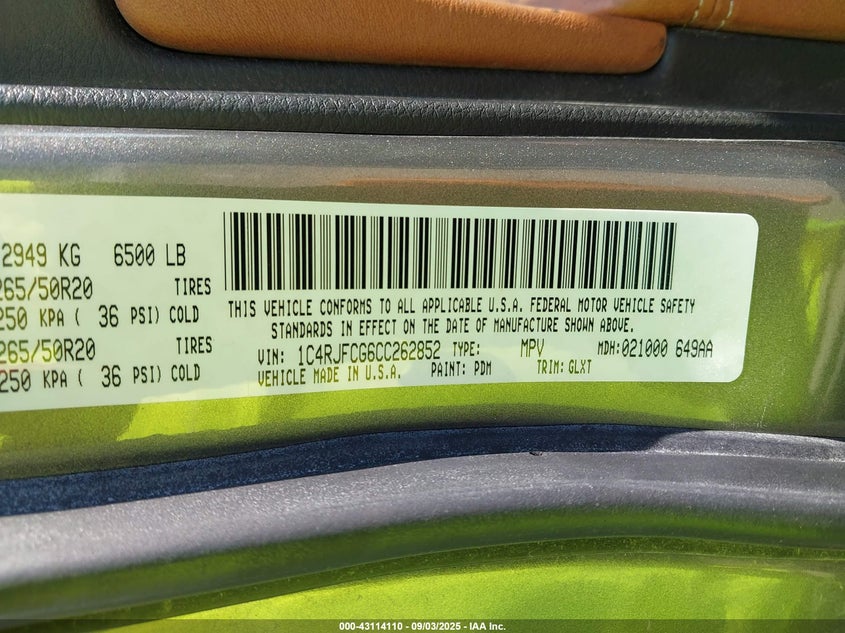 2949 KG 6500 LB
265/50R20 TIRES
250 KPA ( 36 PSI) COLD
265/50R20 TIRES
250 KPA ( 36 PSI) COLD
THIS VEHICLE CONFORMS TO ALL APPLICABLE U.S.A. FEDERAL MOTOR VEHICLE SAFETY
STANDARDS IN EFFECT ON THE DATE OF MANUFACTURE SHOWN ABOVE.
VIN: 1C4RJFCG6CC262852 TYPE: MPV MDH: 021000 649AA
VEHICLE MADE IN U.S.A. PAINT: PDM TRIM: GLXT
000-43114110 - 09/03/2025 - IAA Inc.